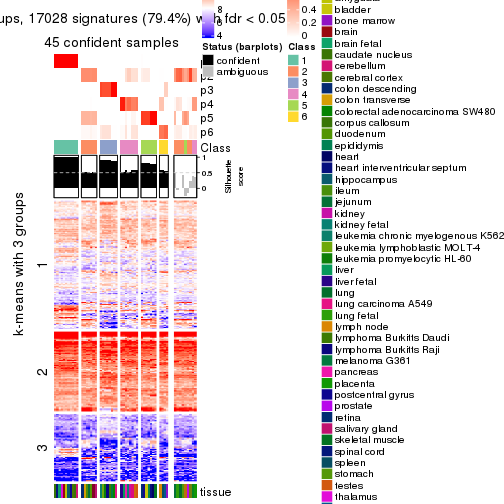 ups, 17028 signatures (79.4%) with fdr < 0.05
45 confident samples
p3
p4
p5
p6
Class
1
0.5
0
Silhouette
score
k-means with 3 groups
1
2
3
tissue
8
6
4
Status (barplots)
confident
ambiguous
0.4
0.2
0
Class
1
2
3
4
5
6
bladder
bone marrow
brain
brain fetal
caudate nucleus
cerebellum
cerebral cortex
colon descending
colon transverse
colorectal adenocarcinoma SW480
corpus callosum
duodenum
epididymis
heart
heart interventricular septum
hippocampus
ileum
jejunum
kidney
kidney fetal
leukemia chronic myelogenous K562
leukemia lymphoblastic MOLT-4
leukemia promyelocytic HL-60
liver
liver fetal
lung
lung carcinoma A549
lung fetal
lymph node
lymphoma Burkitts Daudi
lymphoma Burkitts Raji
melanoma G361
pancreas
placenta
postcentral gyrus
prostate
retina
salivary gland
skeletal muscle
spinal cord
spleen
stomach
testes
thalamus